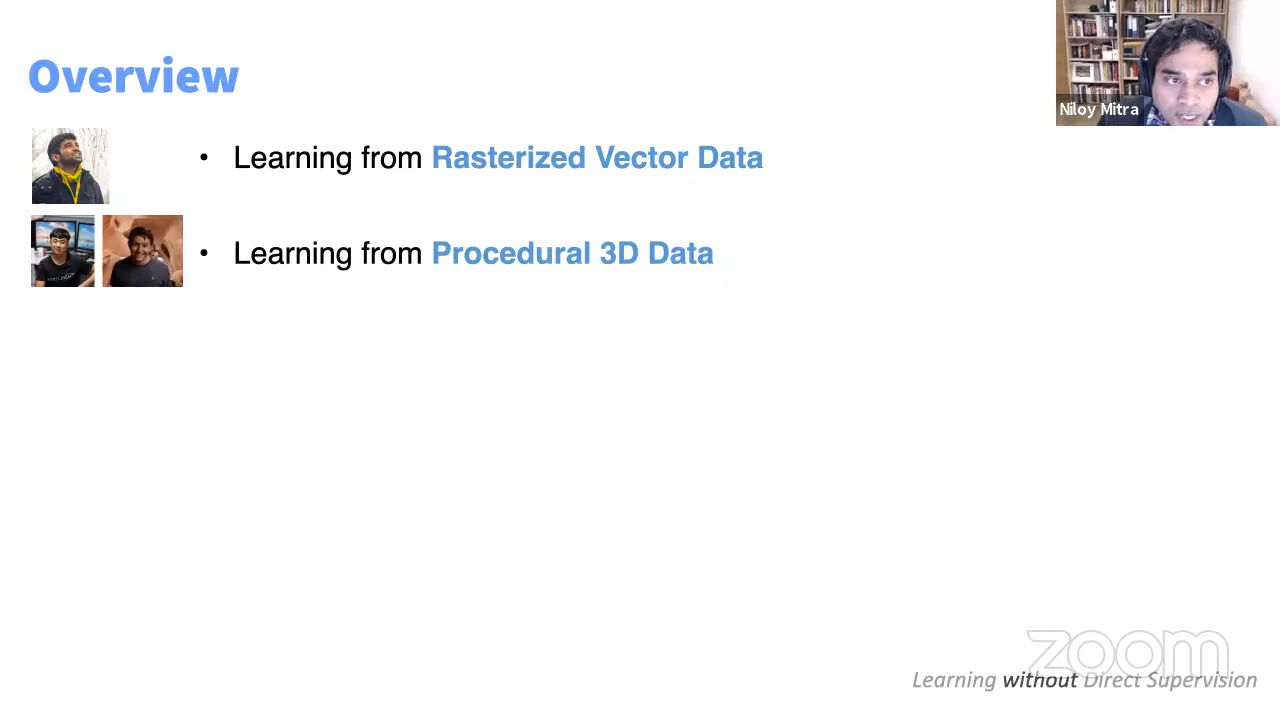 Overview
Niloy Mitra
• Learning from Rasterized Vector Data
• Learning from Procedural 3D Data
zoom
Learning without Direct Supervision